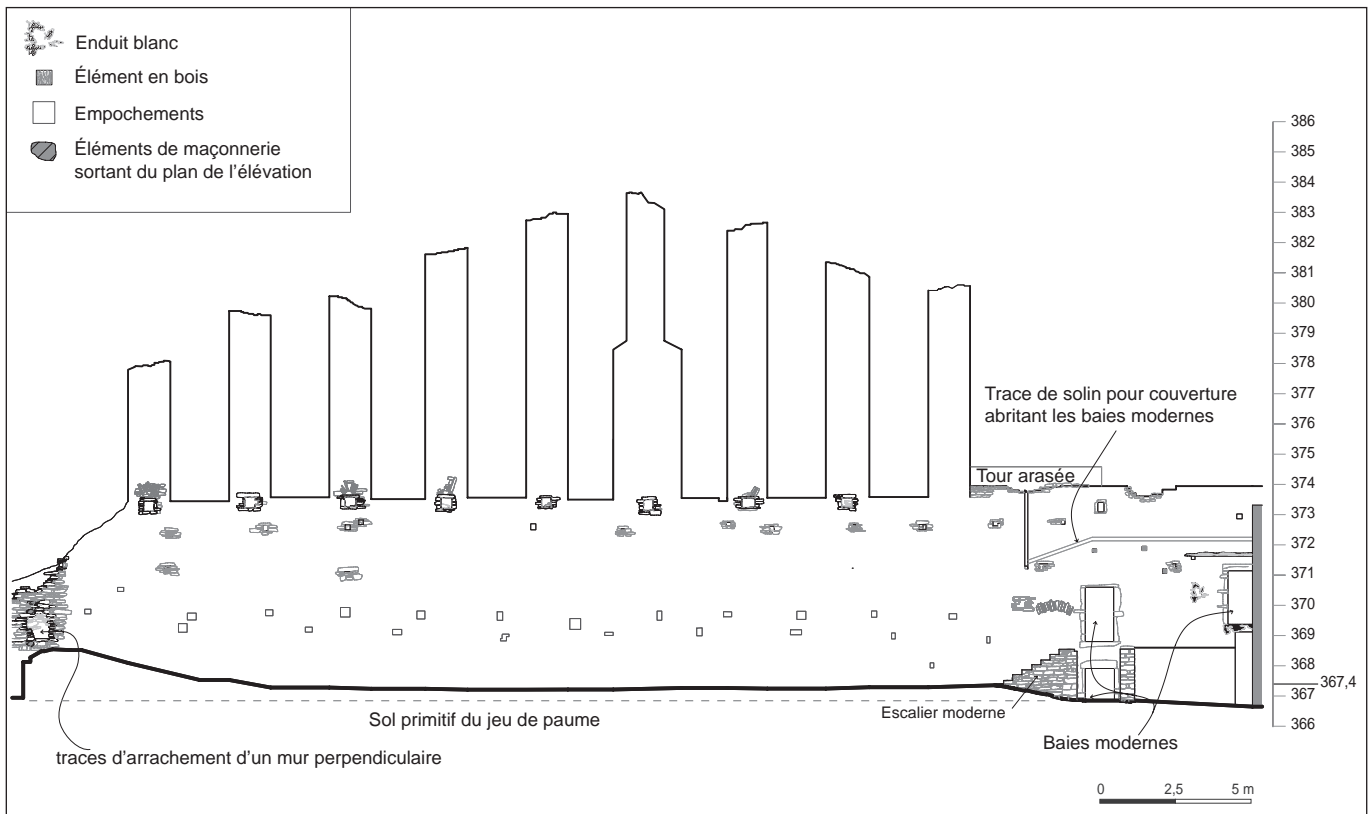 Enduit blanc
Élément en bois
Empochements
Éléments de maçonnerie
sortant du plan de l'élévation
386
385
384
383
382
381
380
379
378
377
376
375
374
373
372
371
370
369
368
367,4
367
366
Trace de solin pour couverture
abritant les baies modernes
Tour arasée
Sol primitif du jeu de paume
Escalier moderne
Baies modernes
traces d'arrachement d'un mur perpendiculaire
0 2,5 5 m